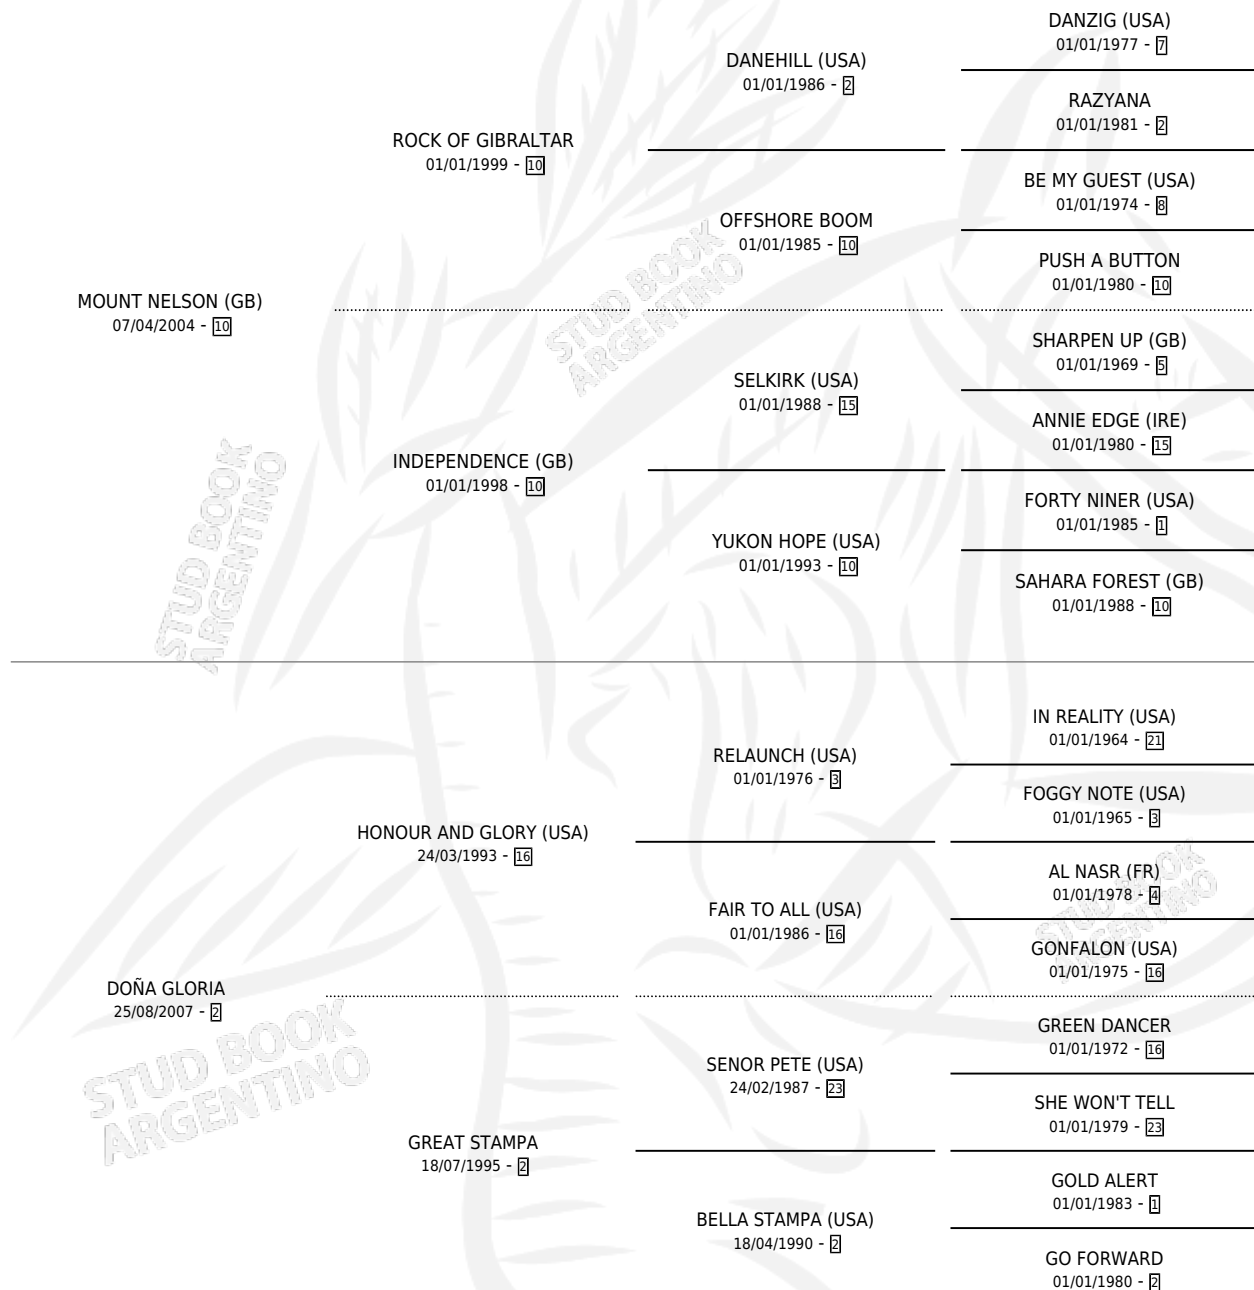 DANZIG (USA)
01/01/1977 - 7
DANEHILL (USA)
01/01/1986 - 2
RAZYANA
01/01/1981 - 2
ROCK OF GIBRALTAR
01/01/1999 - 10
BE MY GUEST (USA)
01/01/1974 - 8
OFFSHORE BOOM
01/01/1985 - 10
PUSH A BUTTON
01/01/1980 - 10
MOUNT NELSON (GB)
07/04/2004 - 10
SHARPEN UP (GB)
01/01/1969 - 5
SELKIRK (USA)
01/01/1988 - 15
ANNIE EDGE (IRE)
01/01/1980 - 15
INDEPENDENCE (GB)
01/01/1998 - 10
FORTY NINER (USA)
01/01/1985 - 1
YUKON HOPE (USA)
01/01/1993 - 10
SAHARA FOREST (GB)
01/01/1988 - 10
IN REALITY (USA)
01/01/1964 - 21
RELAUNCH (USA)
01/01/1976 - 3
FOGGY NOTE (USA)
01/01/1965 - 3
HONOUR AND GLORY (USA)
24/03/1993 - 16
AL NASR (FR)
01/01/1978 - 4
FAIR TO ALL (USA)
01/01/1986 - 16
GONFALON (USA)
01/01/1975 - 16
DOÑA GLORIA
25/08/2007 - 2
GREEN DANCER
01/01/1972 - 16
SENOR PETE (USA)
24/02/1987 - 23
SHE WON'T TELL
01/01/1979 - 23
GREAT STAMPA
18/07/1995 - 2
GOLD ALERT
01/01/1983 - 1
BELLA STAMPA (USA)
18/04/1990 - 2
GO FORWARD
01/01/1980 - 2
STUD BOOK
ARGENTINO
STUD BOOK
ARGENTINO
STUD BOOK
ARGENTINO
STUD BOOK
ARGENTINO